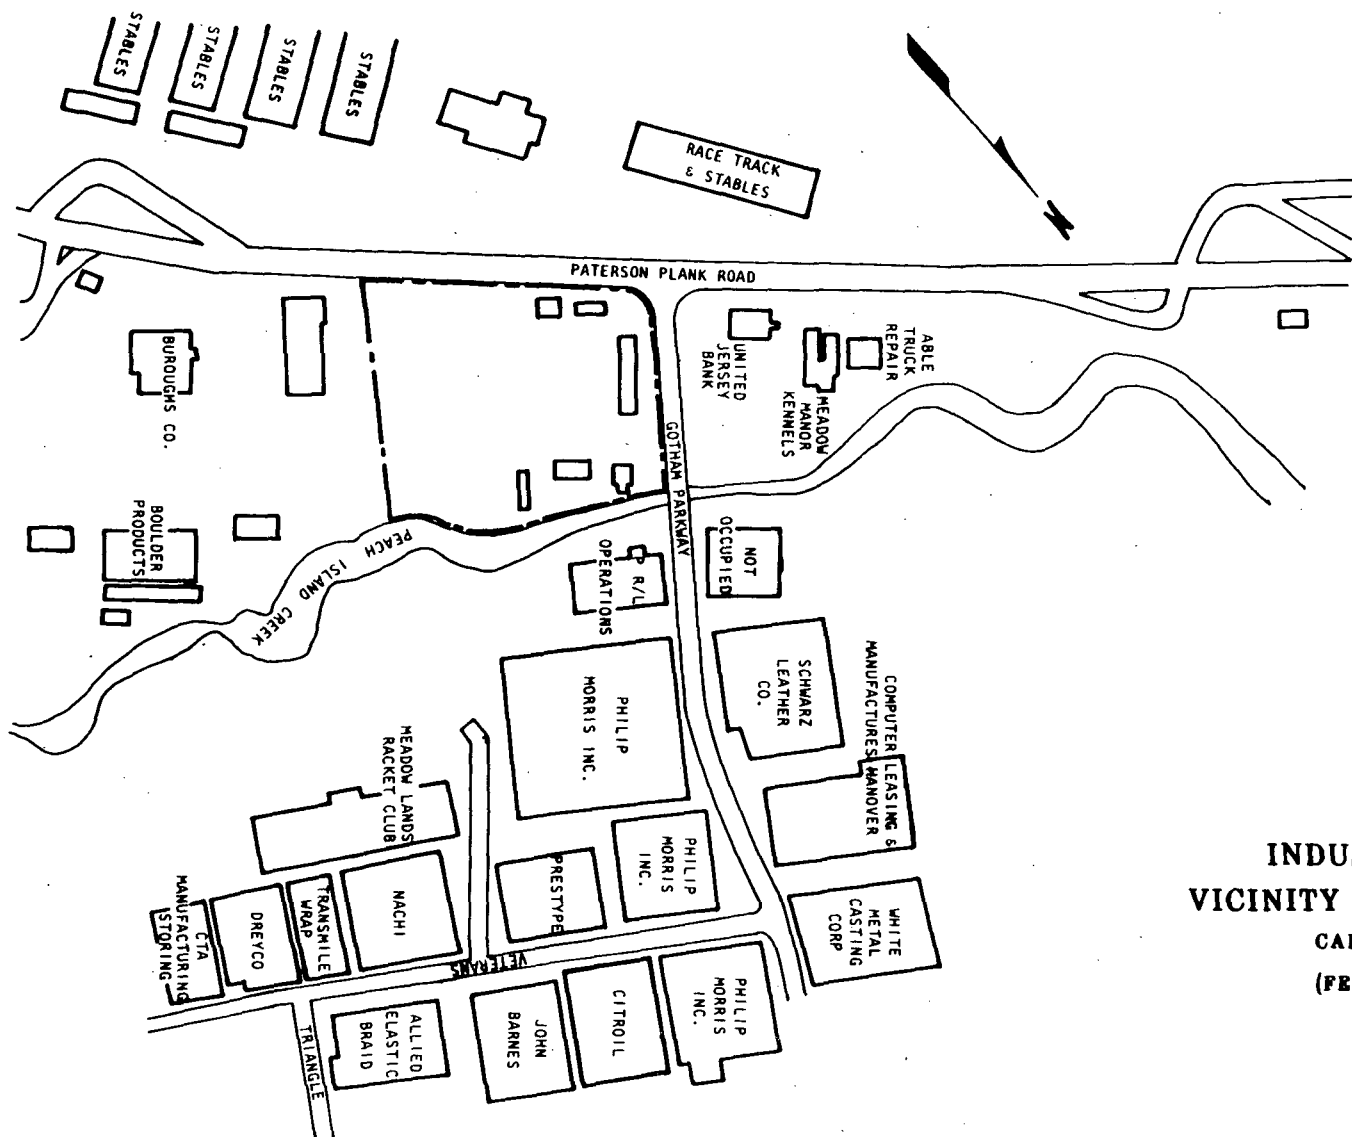 STABLES
STABLES
STABLES
STABLES
RACE TRACK
& STABLES
N
PATERSON PLANK ROAD
BUROUGHS CO.
UNITED
JERSEY
BANK
MEADOW
MANOR
KENNELS
ABLE
TRUCK
REPAIR
GOTHAM PARKWAY
BOULDER
PRODUCTS
PEACH ISLAND CREEK
P R/L
OPERATIONS
NOT
OCCUPIED
PHILIP
MORRIS INC.
SCHWARZ
LEATHER
CO.
COMPUTER LEASING &
MANUFACTURES HANOVER
MEADOW LANDS
RACKET CLUB
PRESTYPE
PHILIP
MORRIS
INC.
WHITE
METAL
CASTING
CORP
CTA
MANUFACTURING
STORING
DREYCO
TRANSMILE
WRAP
NACHI
VETERANS
TRIANGLE
ALLIED
ELASTIC
BRAID
JOHN
BARNES
CITROIL
PHILIP
MORRIS
INC.
INDU
VICINITY
CA
(FE